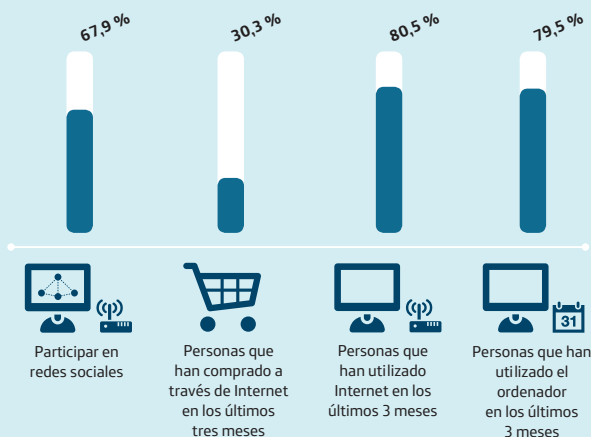 67,9 %
30,3 %
80,5 %
79,5 %
Participar en
redes sociales
Personas que
han comprado a
través de Internet
en los últimos
tres meses
Personas que
han utilizado
Internet en los
últimos 3 meses
31
Personas que han
utilizado el
ordenador
en los últimos
3 meses